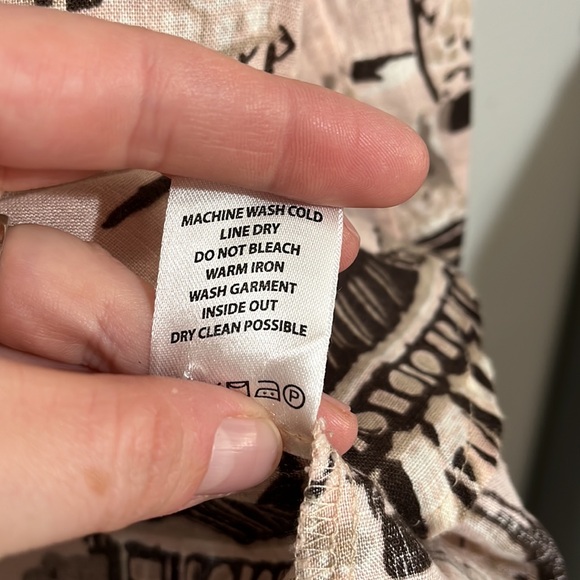 MACHINE WASH COLD
LINE DRY
DO NOT BLEACH
WARM IRON
WASH GARMENT
INSIDE OUT
DRY CLEAN POSSIBLE
P